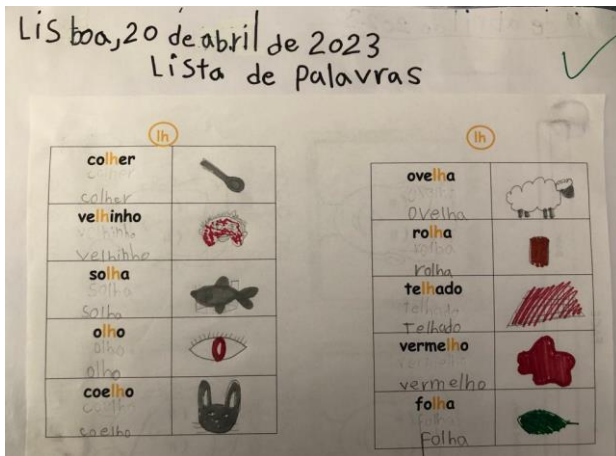 Lisboa, 20 de abril de 2023
Lista de palavras
lh
colher
colher
colher
velhinho
velhinho
velhinho
solha
solha
solha
olho
olho
olho
coelho
coelho
coelho
lh
ovelha
ovelha
ovelha
rolha
rolha
rolha
telhado
telhado
Telhado
vermelho
vermelho
vermelho
folha
folha
Folha